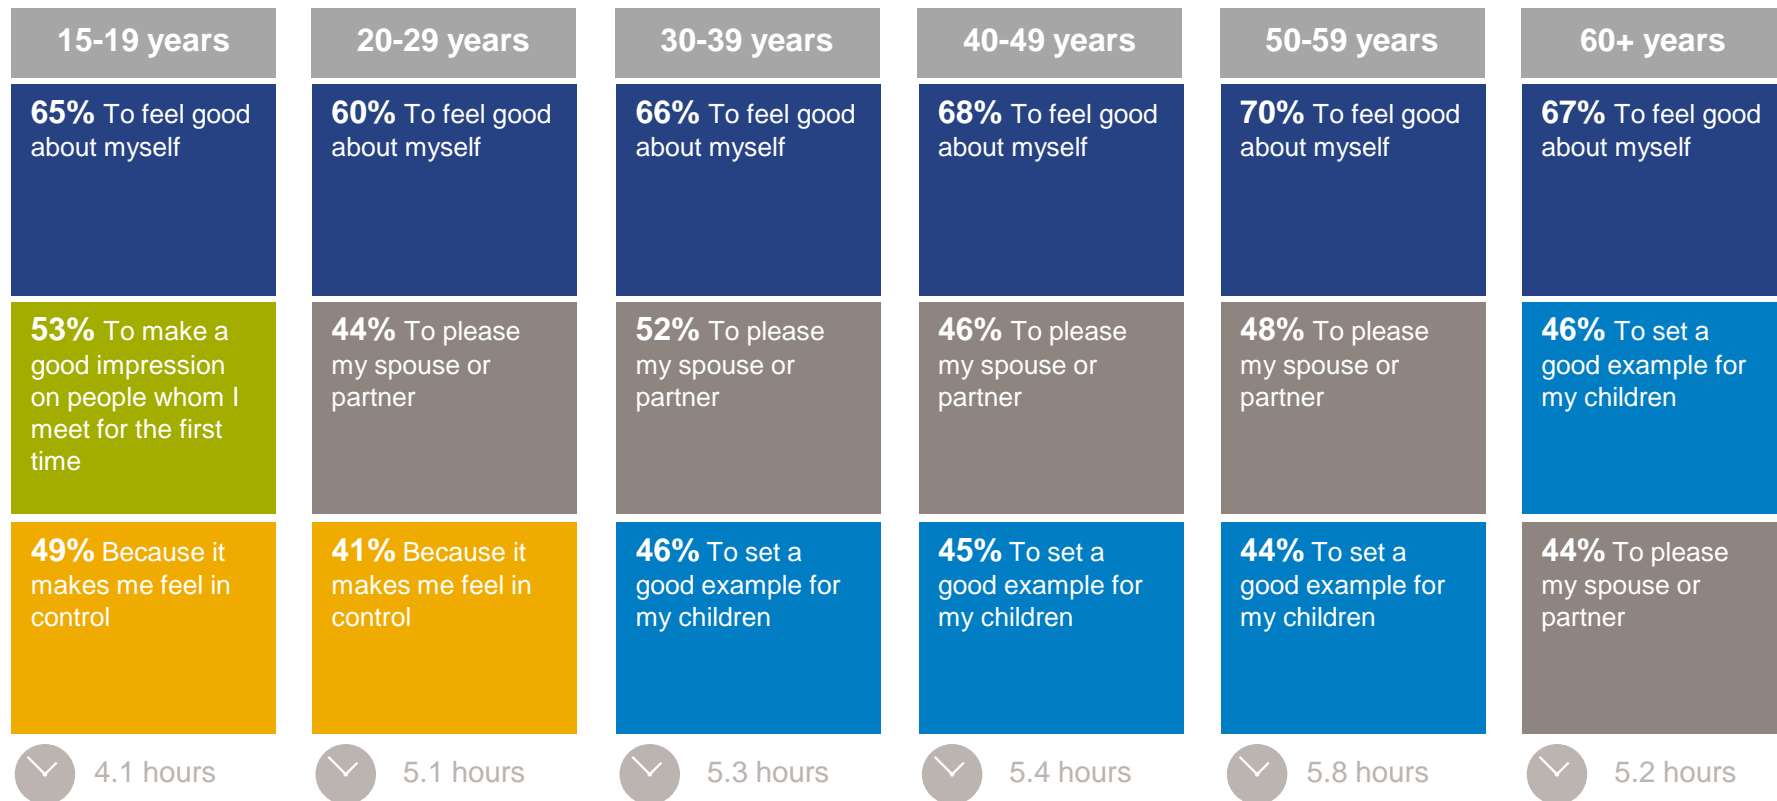 15-19 years
20-29 years
30-39 years
40-49 years
50-59 years
60+ years
65% To feel good
about myself
60% To feel good
about myself
66% To feel good
about myself
68% To feel good
about myself
70% To feel good
about myself
67% To feel good
about myself
53% To make a
good impression
on people whom I
meet for the first
time
44% To please
my spouse or
partner
52% To please
my spouse or
partner
46% To please
my spouse or
partner
48% To please
my spouse or
partner
46% To set a
good example for
my children
49% Because it
makes me feel in
control
41% Because it
makes me feel in
control
46% To set a
good example for
my children
45% To set a
good example for
my children
44% To set a
good example for
my children
44% To please
my spouse or
partner
4.1 hours
5.1 hours
5.3 hours
5.4 hours
5.8 hours
5.2 hours